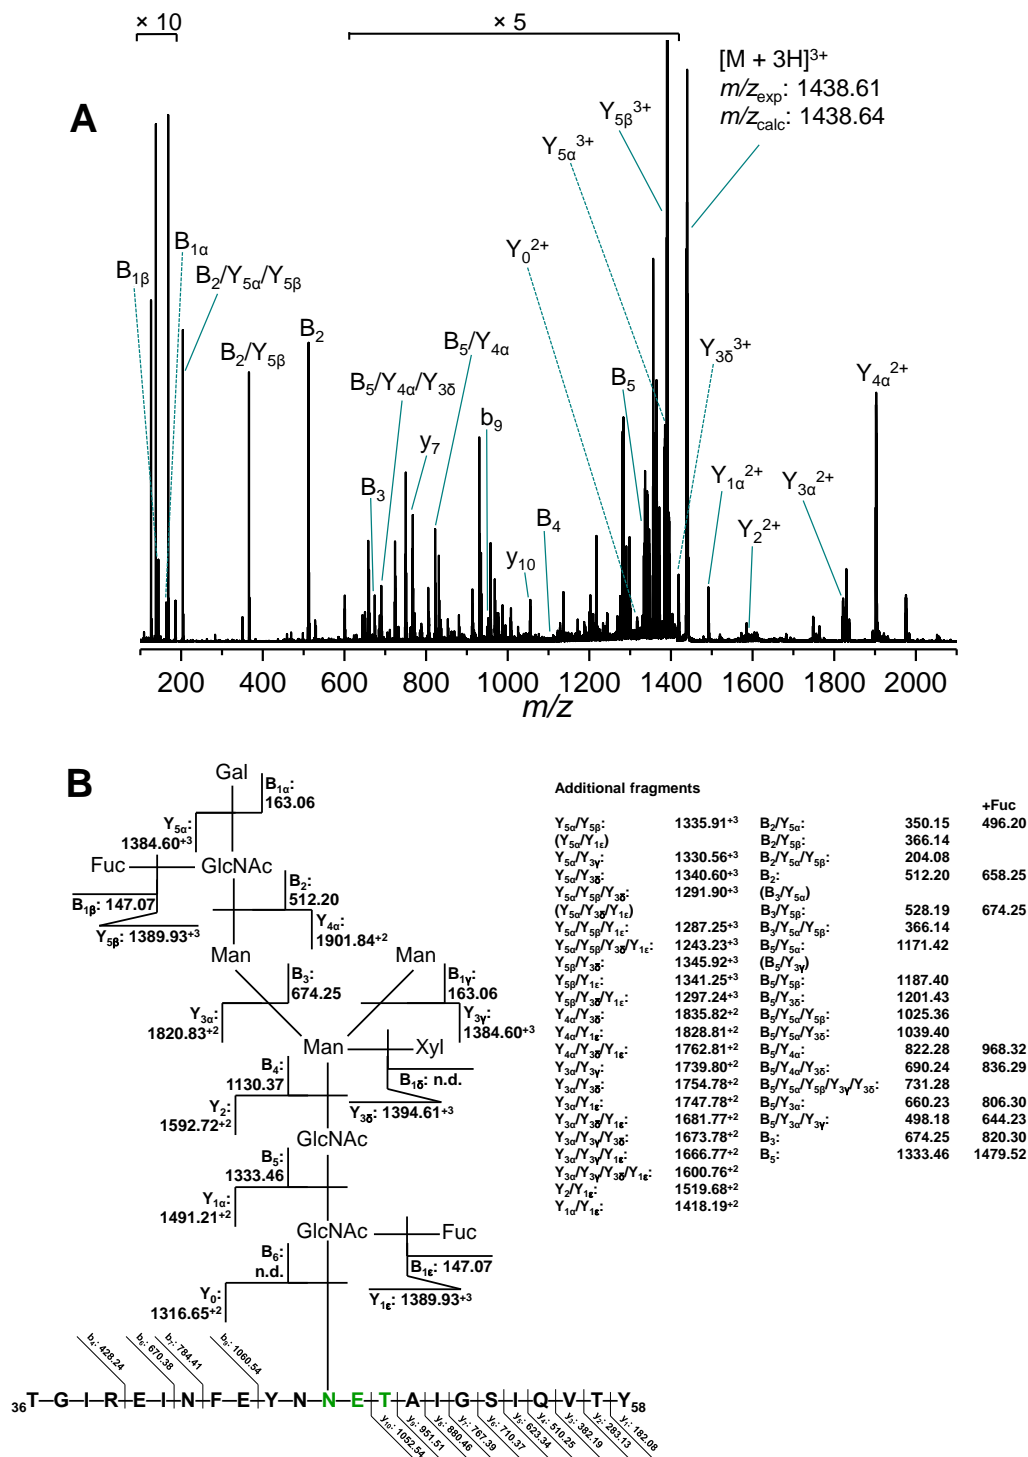 × 10
× 5
A
[M + 3H]³⁺
m/z_exp: 1438.61
m/z_calc: 1438.64
Y₅β³⁺
Y₅α³⁺
Y₀²⁺
B₁α
B₁β
B₂/Y₅α/Y₅β
B₂/Y₅β
B₂
B₅/Y₄α
B₅/Y₄α/Y₃δ
b₉
y₇
B₃
y₁₀
B₄
B₅
Y₃δ³⁺
Y₄α²⁺
Y₁α²⁺
Y₃α²⁺
Y₂²⁺
200 400 600 800 1000 1200 1400 1600 1800 2000
m/z
B
Gal
B₁α:
163.06
Y₅α:
1384.60⁺³
Fuc
GlcNAc
B₁β: 147.07
Y₅β: 1389.93⁺³
B₂:
512.20
Y₄α:
1901.84⁺²
Man
Man
B₃:
674.25
B₁γ:
163.06
Y₃α:
1820.83⁺²
Y₃γ:
1384.60⁺³
Man
Xyl
B₁δ: n.d.
B₄:
1130.37
Y₃δ: 1394.61⁺³
Y₂:
1592.72⁺²
GlcNAc
B₅:
1333.46
Y₁α:
1491.21⁺²
GlcNAc
Fuc
B₆:
n.d.
B₁ε: 147.07
Y₀:
1316.65⁺²
Y₁ε: 1389.93⁺³
Additional fragments
+Fuc
Y₅α/Y₅β: 1335.91⁺³ B₂/Y₅α: 350.15 496.20
(Y₅α/Y₁ε) B₂/Y₅β: 366.14
Y₅α/Y₃γ: 1330.56⁺³ B₂/Y₅α/Y₅β: 204.08
Y₅α/Y₃δ: 1340.60⁺³ B₂: 512.20 658.25
Y₅α/Y₅β/Y₃δ: 1291.90⁺³ (B₃/Y₅α)
(Y₅α/Y₃δ/Y₁ε) B₃/Y₅β: 528.19 674.25
Y₅α/Y₅β/Y₁ε: 1287.25⁺³ B₃/Y₅α/Y₅β: 366.14
Y₅α/Y₅β/Y₃δ/Y₁ε: 1243.23⁺³ B₅/Y₅α: 1171.42
Y₅β/Y₃δ: 1345.92⁺³ (B₅/Y₃γ)
Y₅β/Y₁ε: 1341.25⁺³ B₅/Y₅β: 1187.40
Y₅β/Y₃δ/Y₁ε: 1297.24⁺³ B₅/Y₃δ: 1201.43
Y₄α/Y₃δ: 1835.82⁺² B₅/Y₅α/Y₅β: 1025.36
Y₄α/Y₁ε: 1828.81⁺² B₅/Y₅α/Y₃δ: 1039.40
Y₄α/Y₃δ/Y₁ε: 1762.81⁺² B₅/Y₄α: 822.28 968.32
Y₃α/Y₃γ: 1739.80⁺² B₅/Y₄α/Y₃δ: 690.24 836.29
Y₃α/Y₃δ: 1754.78⁺² B₅/Y₅α/Y₅β/Y₃γ/Y₃δ: 731.28
Y₃α/Y₁ε: 1747.78⁺² B₅/Y₃α: 660.23 806.30
Y₃α/Y₃δ/Y₁ε: 1681.77⁺² B₅/Y₃α/Y₃γ: 498.18 644.23
Y₃α/Y₃γ/Y₃δ: 1673.78⁺² B₃: 674.25 820.30
Y₃α/Y₃γ/Y₁ε: 1666.77⁺² B₅: 1333.46 1479.52
Y₃α/Y₃γ/Y₃δ/Y₁ε: 1600.76⁺²
Y₂/Y₁ε: 1519.68⁺²
Y₁α/Y₁ε: 1418.19⁺²
b₄: 428.24
b₆: 670.38
b₇: 784.41
b₉: 1060.54
₃₆T-G-I-R-E-I-N-F-E-Y-N-N-E-T-A-I-G-S-I-Q-V-T-Y₅₈
y₁₀: 1052.54
y₉: 951.51
y₈: 880.46
y₇: 767.39
y₆: 710.37
y₅: 623.34
y₄: 510.25
y₃: 382.19
y₂: 283.13
y₁: 182.08